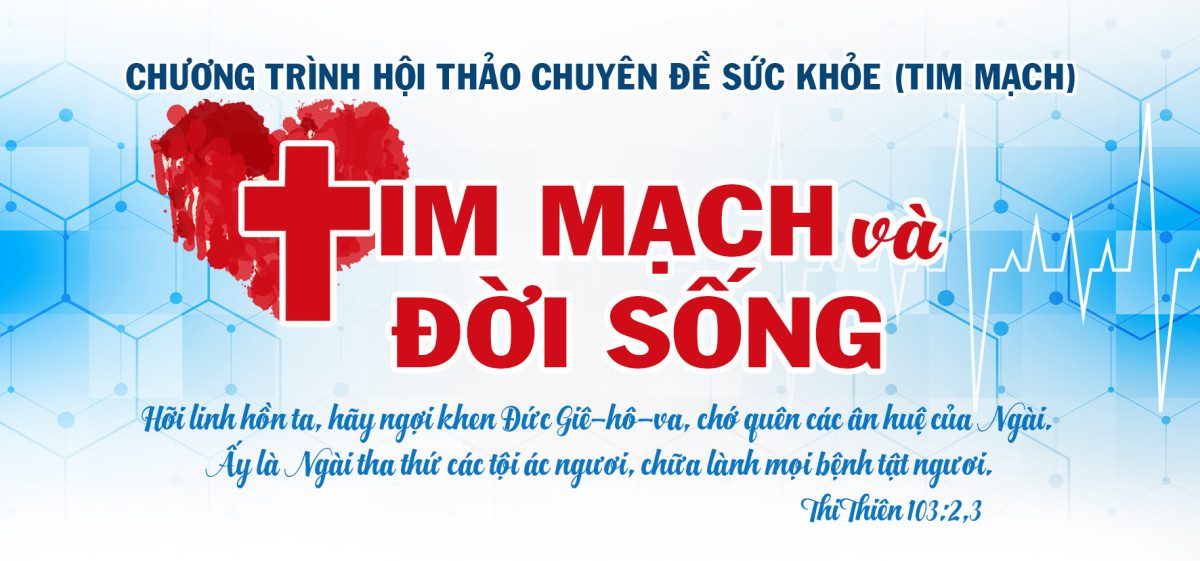 CHƯƠNG TRÌNH HỘI THẢO CHUYÊN ĐỀ SỨC KHỎE (TIM MẠCH)
TIM MẠCH và
ĐỜI SỐNG
Hỡi linh hồn ta, hãy ngợi khen Đức Giê-hô-va, chớ quên các ân huệ của Ngài.
Ấy là Ngài tha thứ các tội ác ngươi, chữa lành mọi bệnh tật ngươi.
Thi Thiên 103:2,3